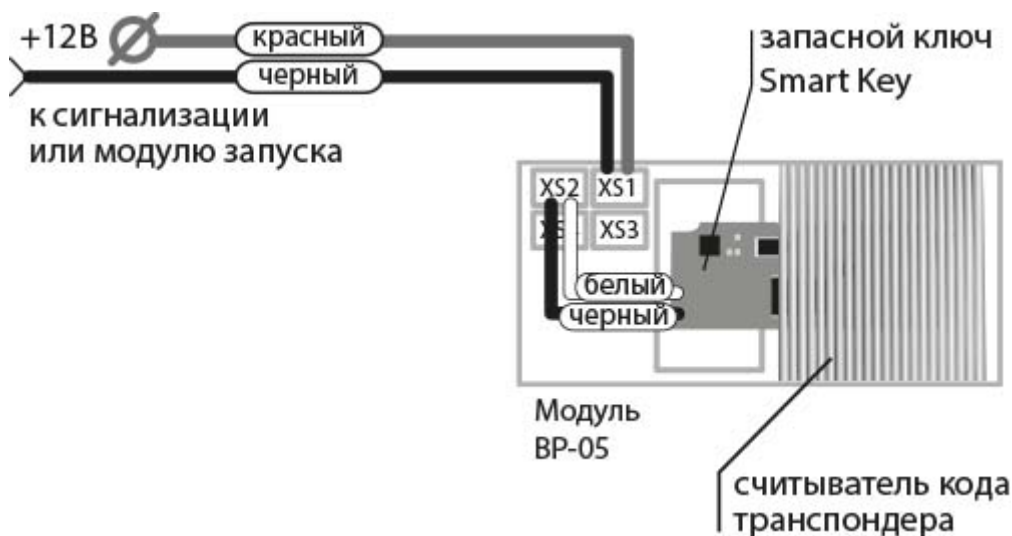 +12В
красный
черный
к сигнализации
или модулю запуска
запасной ключ
Smart Key
XS2
XS1
XS3
белый
черный
Модуль
BP-05
считыватель кода
транспондера